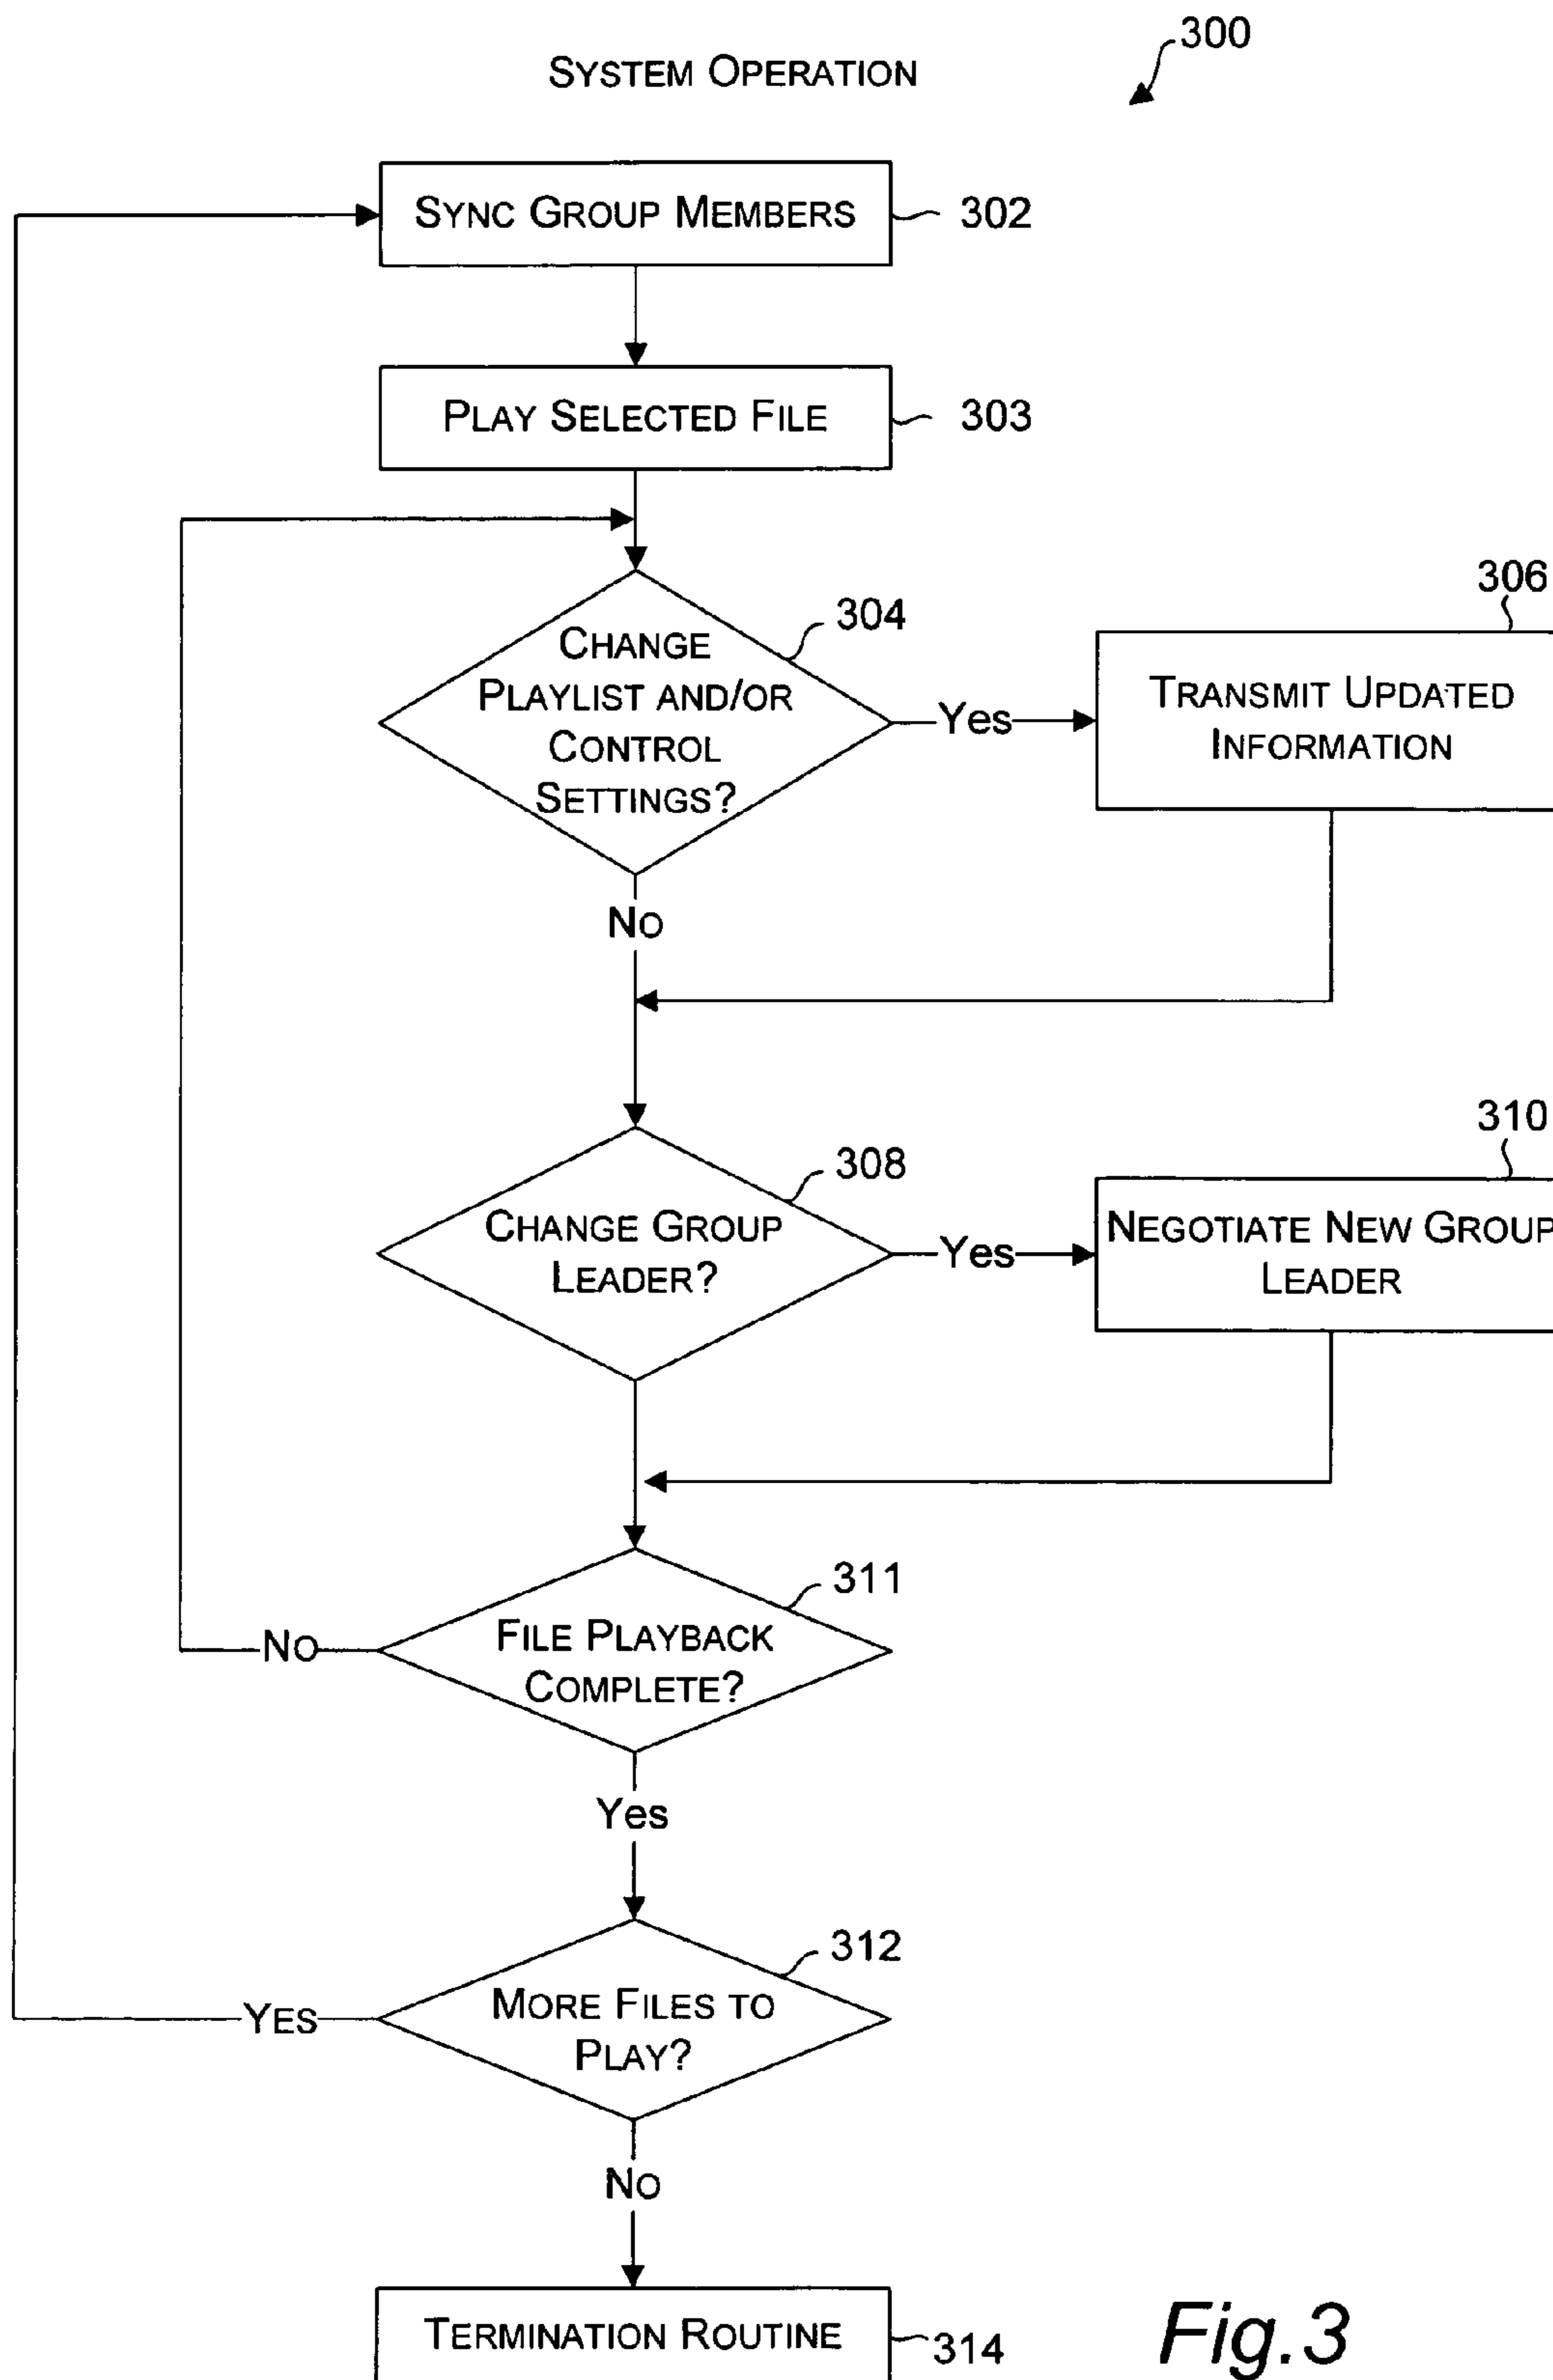 300
SYSTEM OPERATION
SYNC GROUP MEMBERS
302
PLAY SELECTED FILE
303
304
CHANGE
PLAYLIST AND/OR
CONTROL
SETTINGS?
Yes
306
TRANSMIT UPDATED
INFORMATION
NO
308
CHANGE GROUP
LEADER?
Yes
310
NEGOTIATE NEW GROUP
LEADER
311
FILE PLAYBACK
COMPLETE?
NO
Yes
312
MORE FILES TO
PLAY?
YES
NO
TERMINATION ROUTINE
314
Fig.3